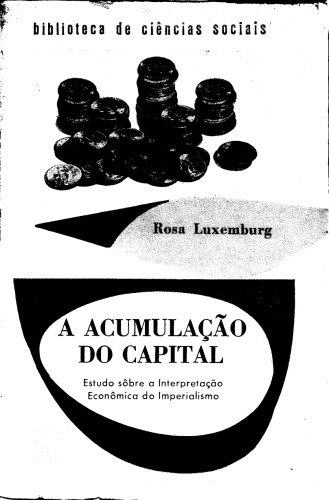 biblioteca de ciências sociais
Rosa Luxemburg
A ACUMULAÇÃO
DO CAPITAL
Estudo sôbre a Interpretação
Econômica do Imperialismo